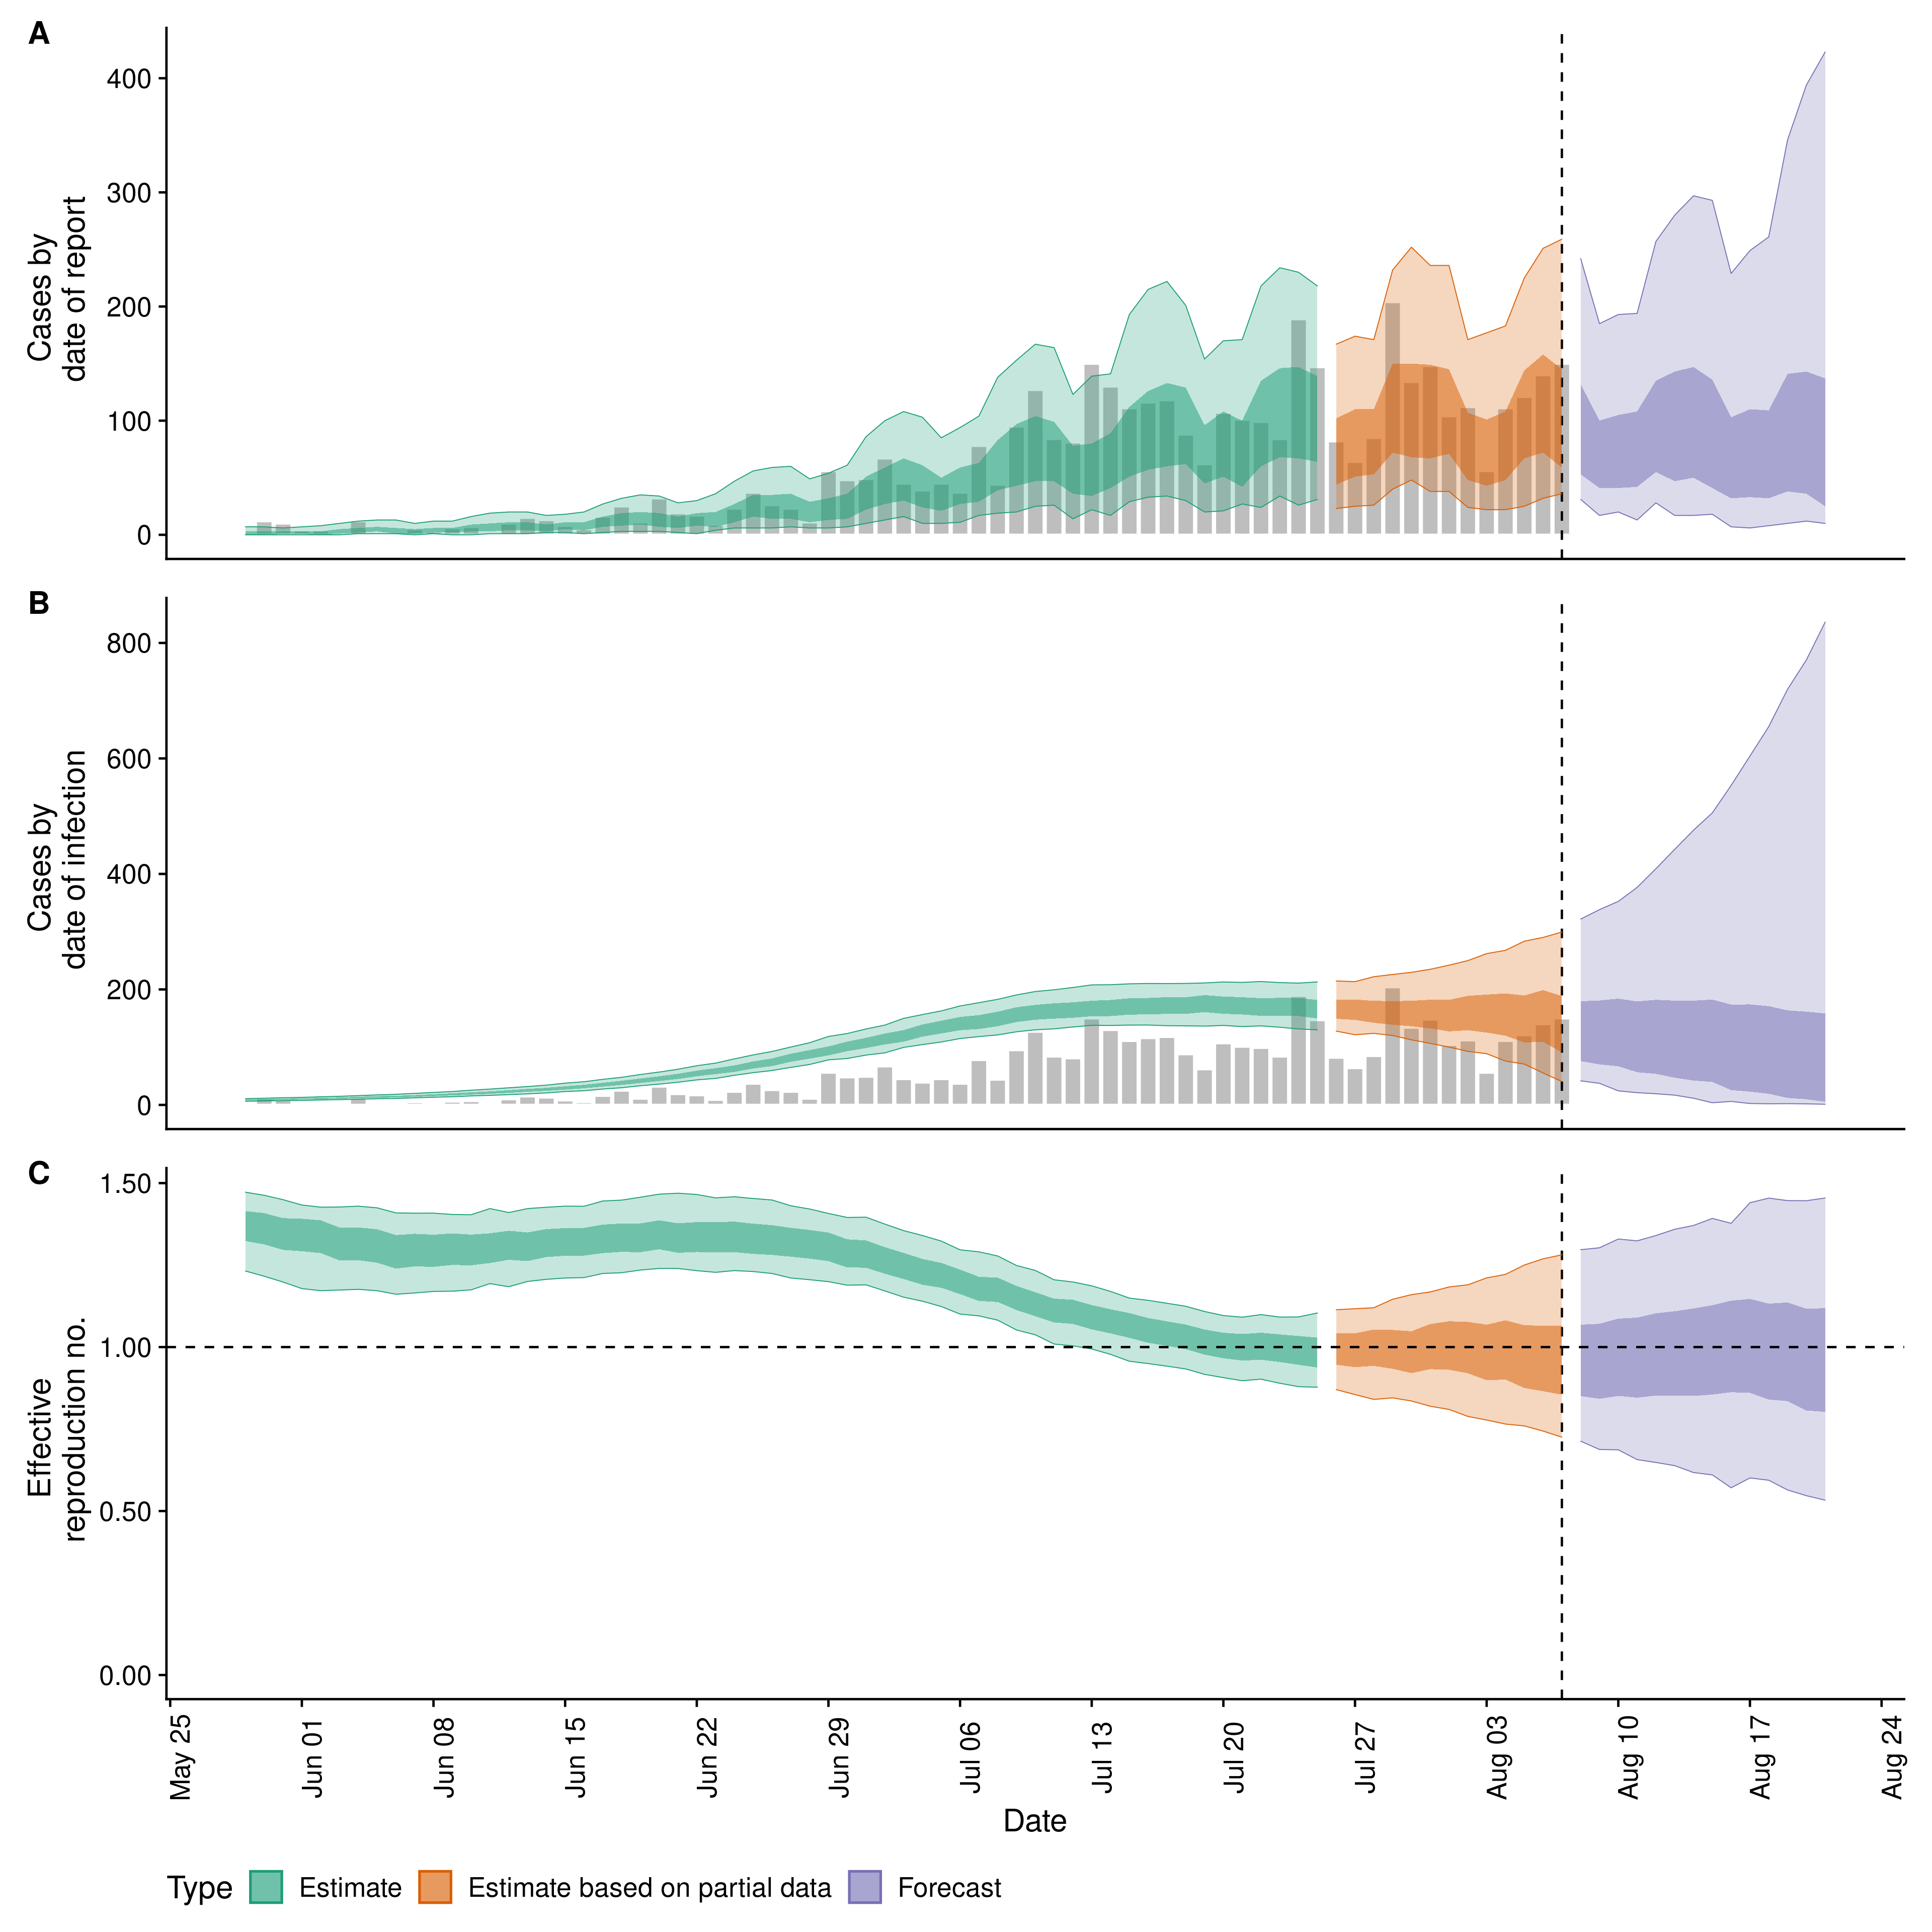 A
Cases by
date of report
400
300
200
100
0
B
Cases by
date of infection
800
600
400
200
0
C
Effective
reproduction no.
1.50
1.00
0.50
0.00
May 25
Jun 01
Jun 08
Jun 15
Jun 22
Jun 29
Jul 06
Jul 13
Jul 20
Jul 27
Aug 03
Aug 10
Aug 17
Aug 24
Date
Type Estimate Estimate based on partial data Forecast